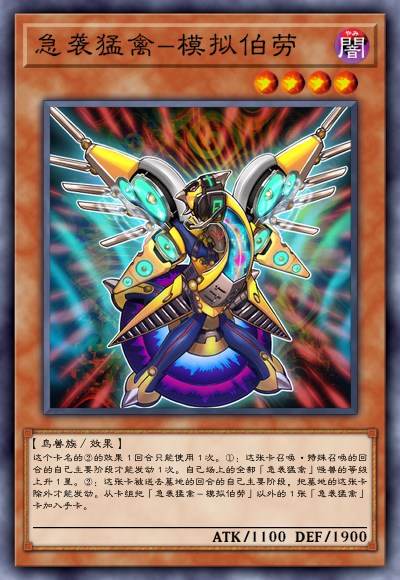 急袭猛禽－模拟伯劳
やみ
闇
【鸟兽族／效果】
这个卡名的②的效果1回合只能使用1次。①：这张卡召唤·特殊召唤的回
合的自己主要阶段才能发动1次。自己场上的全部「急袭猛禽」怪兽的等级
上升1星。②：这张卡被送去墓地的回合的自己主要阶段，把墓地的这张卡
除外才能发动。从卡组把「急袭猛禽－模拟伯劳」以外的1张「急袭猛禽」
卡加入手卡。
ATK/1100 DEF/1900